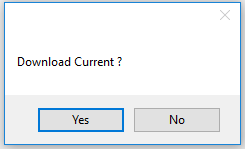 Download Current ?
Yes
No